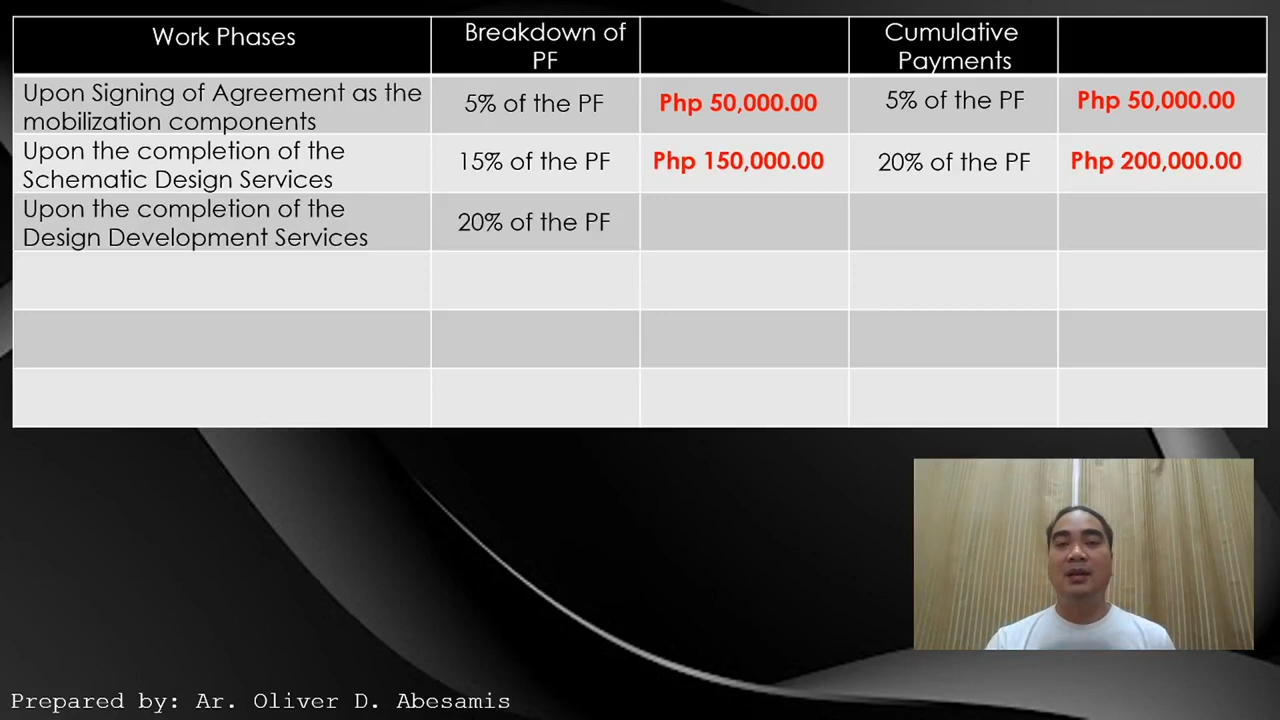 Work Phases
Breakdown of
PF
Cumulative
Payments
Upon Signing of Agreement as the
mobilization components
5% of the PF
Php 50,000.00
5% of the PF
Php 50,000.00
Upon the completion of the
Schematic Design Services
15% of the PF
Php 150,000.00
20% of the PF
Php 200,000.00
Upon the completion of the
Design Development Services
20% of the PF
Prepared by: Ar. Oliver D. Abesamis